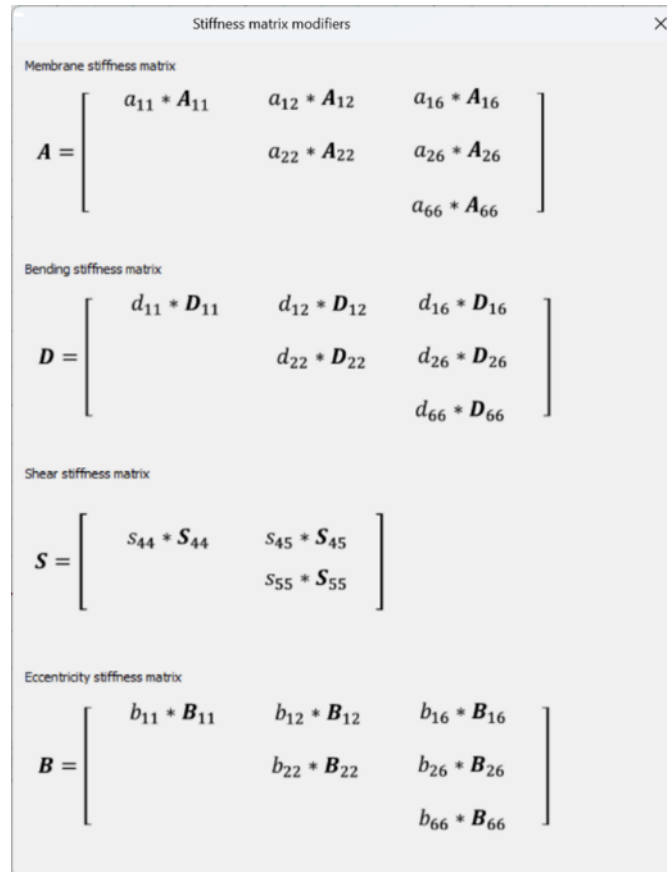 Stiffness matrix modifiers ×
Membrane stiffness matrix
a₁₁ * A₁₁ a₁₂ * A₁₂ a₁₆ * A₁₆
A = [ a₂₂ * A₂₂ a₂₆ * A₂₆ ]
a₆₆ * A₆₆
Bending stiffness matrix
d₁₁ * D₁₁ d₁₂ * D₁₂ d₁₆ * D₁₆
D = [ d₂₂ * D₂₂ d₂₆ * D₂₆ ]
d₆₆ * D₆₆
Shear stiffness matrix
s₄₄ * S₄₄ s₄₅ * S₄₅
S = [ ]
s₅₅ * S₅₅
Eccentricity stiffness matrix
b₁₁ * B₁₁ b₁₂ * B₁₂ b₁₆ * B₁₆
B = [ b₂₂ * B₂₂ b₂₆ * B₂₆ ]
b₆₆ * B₆₆